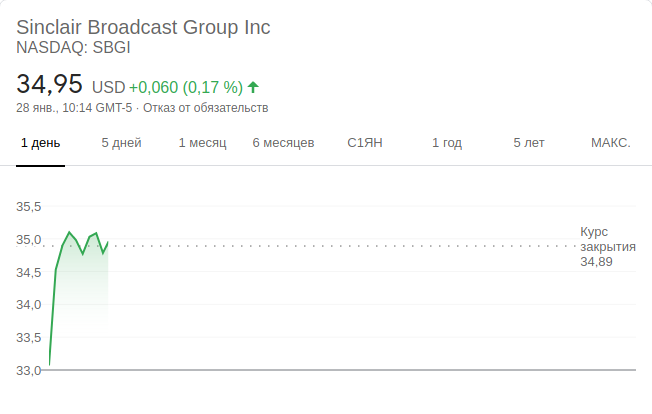 Sinclair Broadcast Group Inc
NASDAQ: SBGI
34,95 USD +0,060 (0,17 %)
28 янв., 10:14 GMT-5 · Отказ от обязательств
1 день 5 дней 1 месяц 6 месяцев С1ЯН 1 год 5 лет МАКС.
35,5
35,0
34,5
34,0
33,5
33,0
Курс
закрытия
34,89